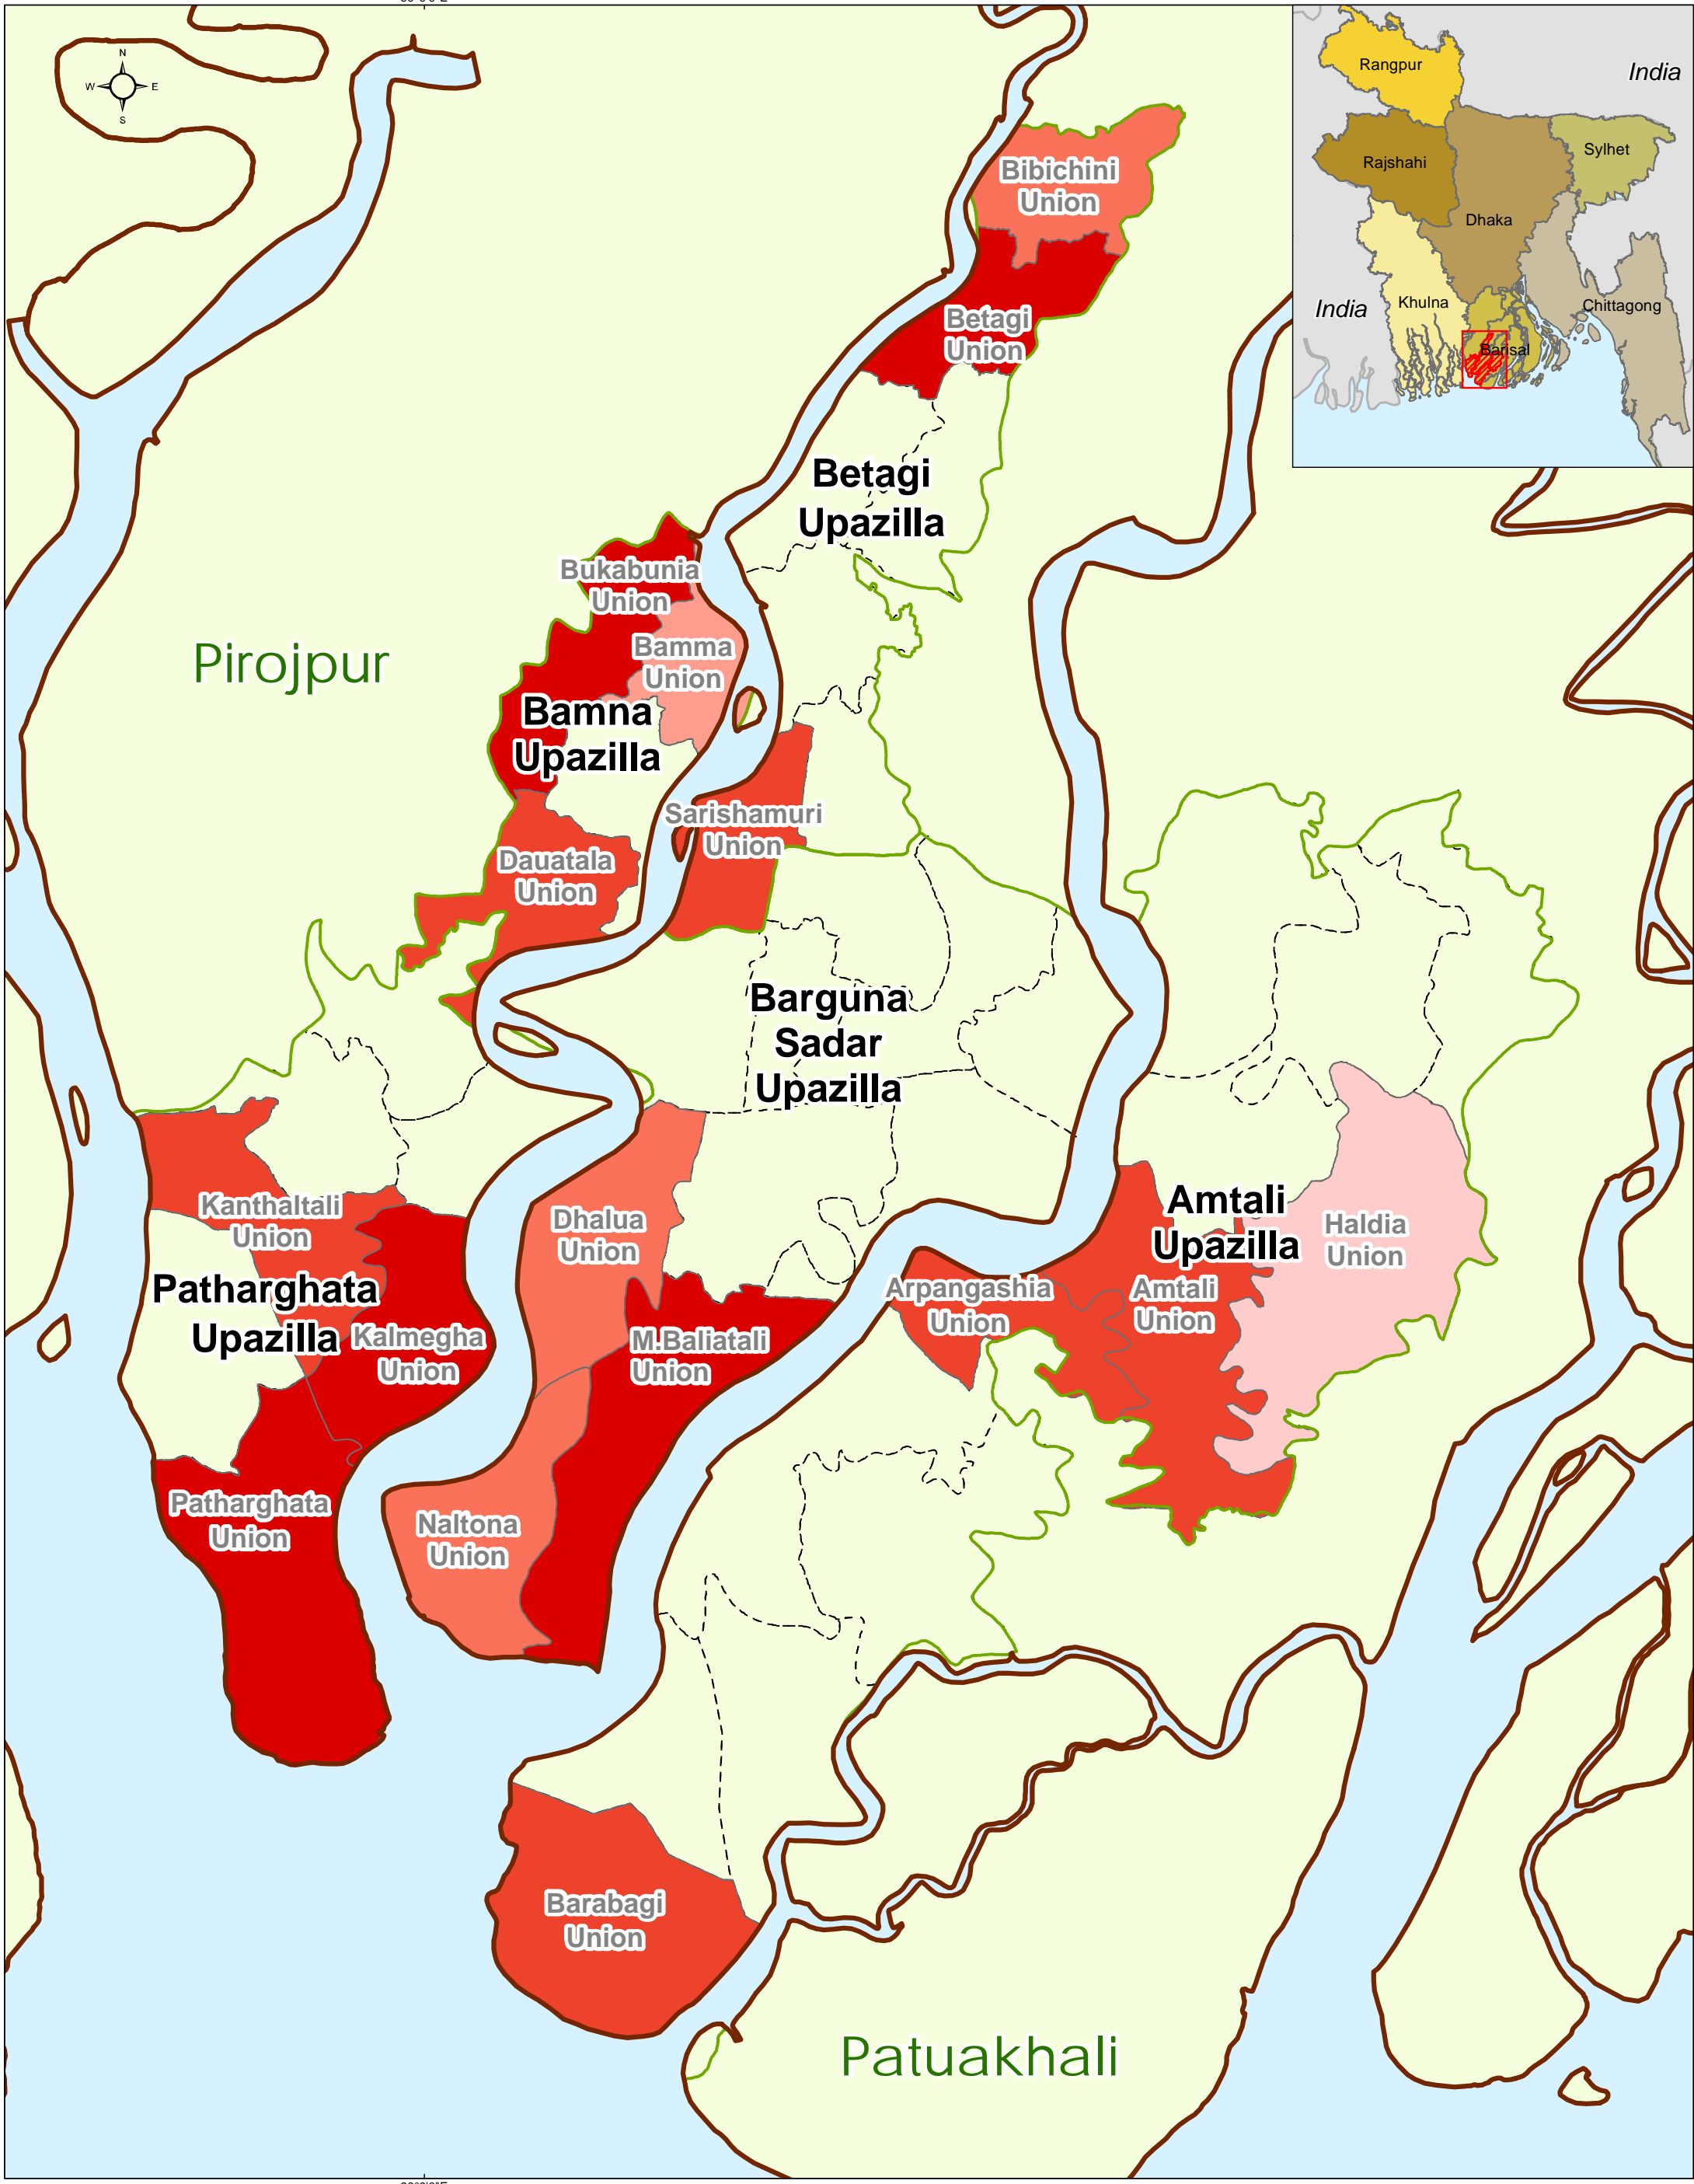 N
W
E
S
Rangpur
India
Rajshahi
Sylhet
Dhaka
India
Khulna
Chittagong
Barisal
Bibichini
Union
Betagi
Union
Betagi
Upazilla
Bukabunia
Union
Bamma
Union
Pirojpur
Bamna
Upazilla
Sarishamuri
Union
Dauatala
Union
Barguna
Sadar
Upazilla
Kanthaltali
Union
Dhalua
Union
Amtali
Upazilla
Haldia
Union
Patharghata
Upazilla
Kalmegha
Union
M.Baliatali
Union
Arpangashia
Union
Amtali
Union
Patharghata
Union
Naltona
Union
Barabagi
Union
Patuakhali